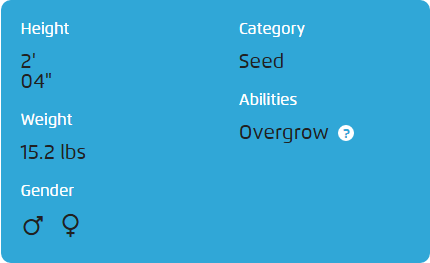 Height
2'
04"
Weight
15.2 lbs
Gender
♂ ♀
Category
Seed
Abilities
Overgrow ?